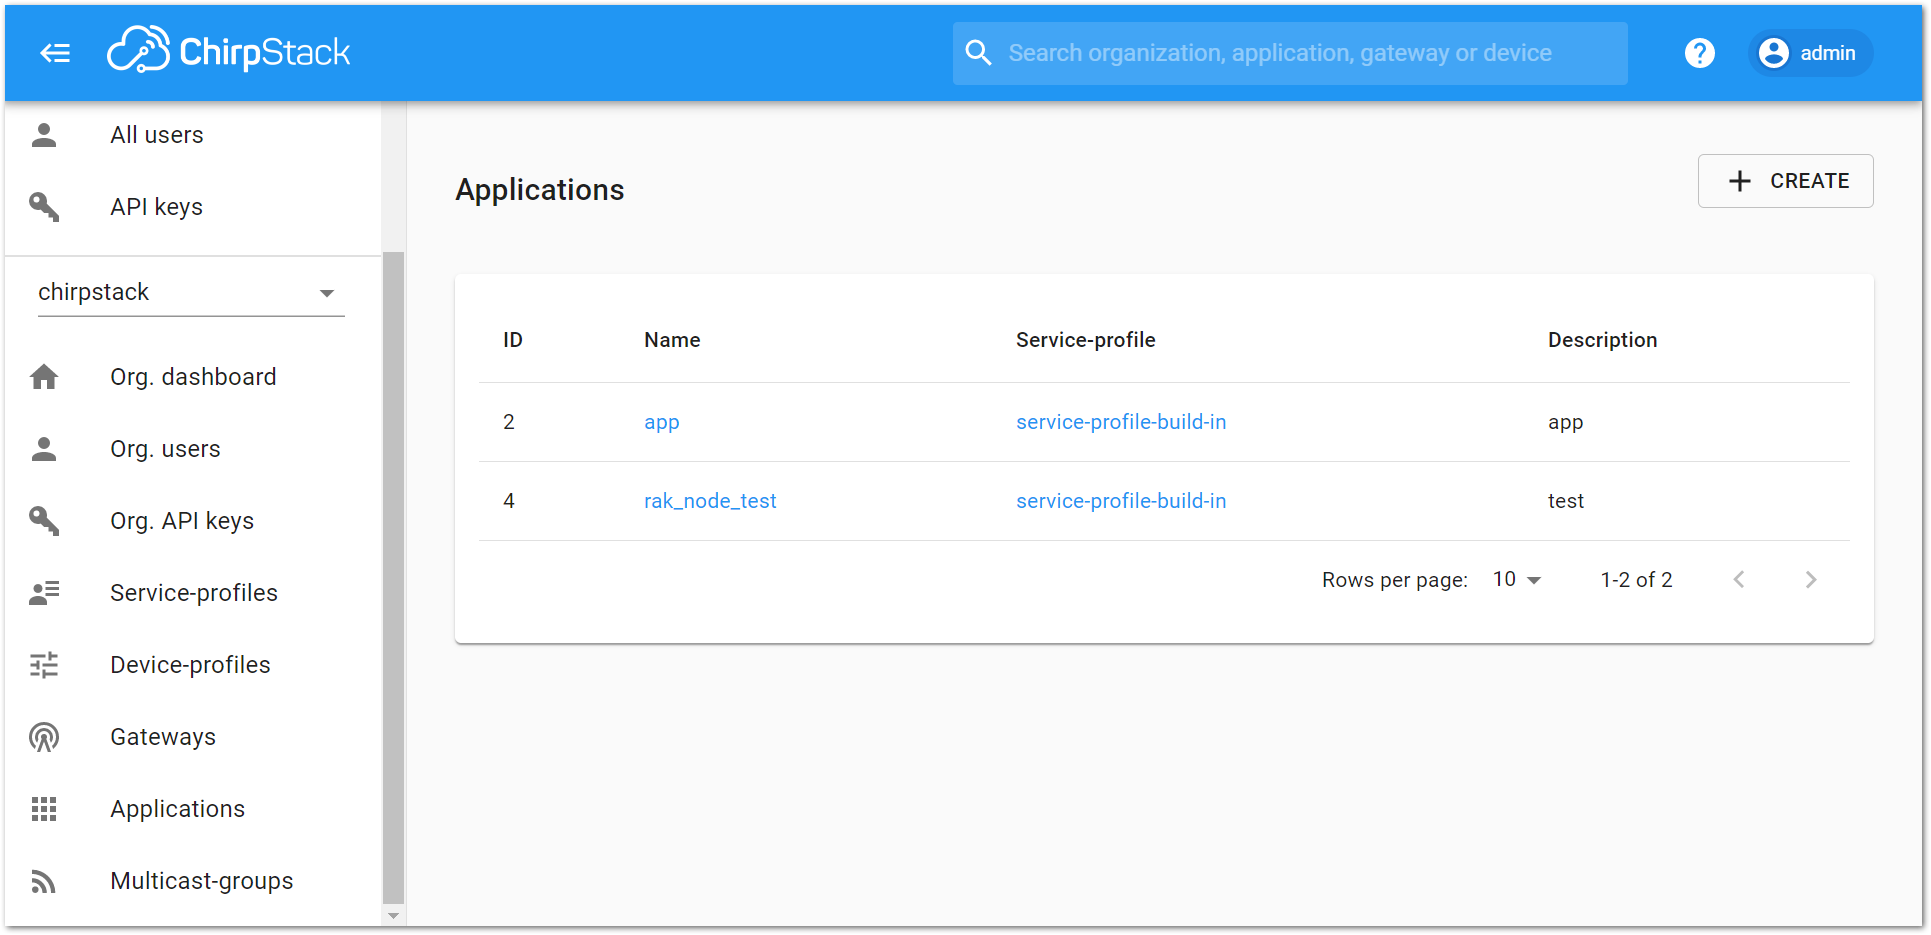 ChirpStack
Search organization, application, gateway or device
? admin
All users
API keys
chirpstack
Org. dashboard
Org. users
Org. API keys
Service-profiles
Device-profiles
Gateways
Applications
Multicast-groups
Applications
CREATE
ID Name Service-profile Description
2 app service-profile-build-in app
4 rak_node_test service-profile-build-in test
Rows per page: 10 1-2 of 2